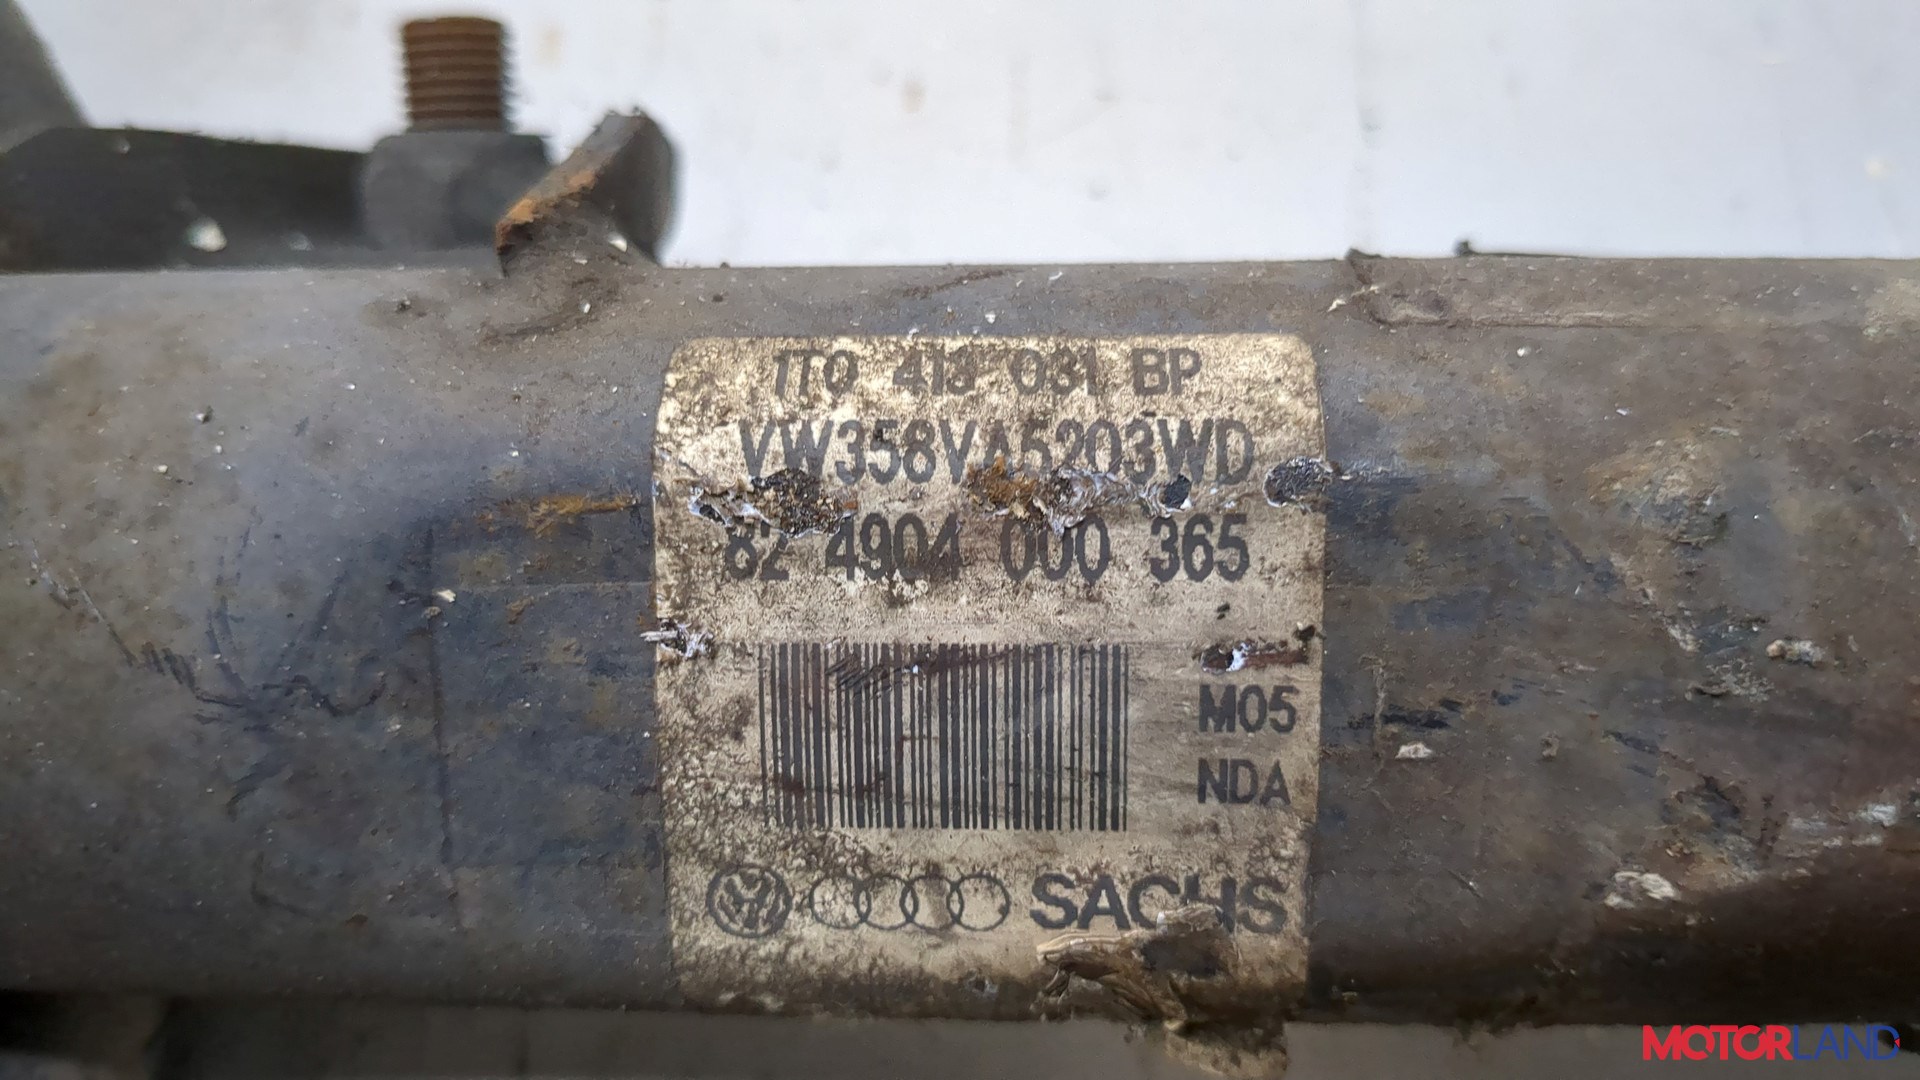 1T0 413 031 BP
VW358VA5203WD
82 4904 000 365
M05
NDA
SACHS
MOTORLAND